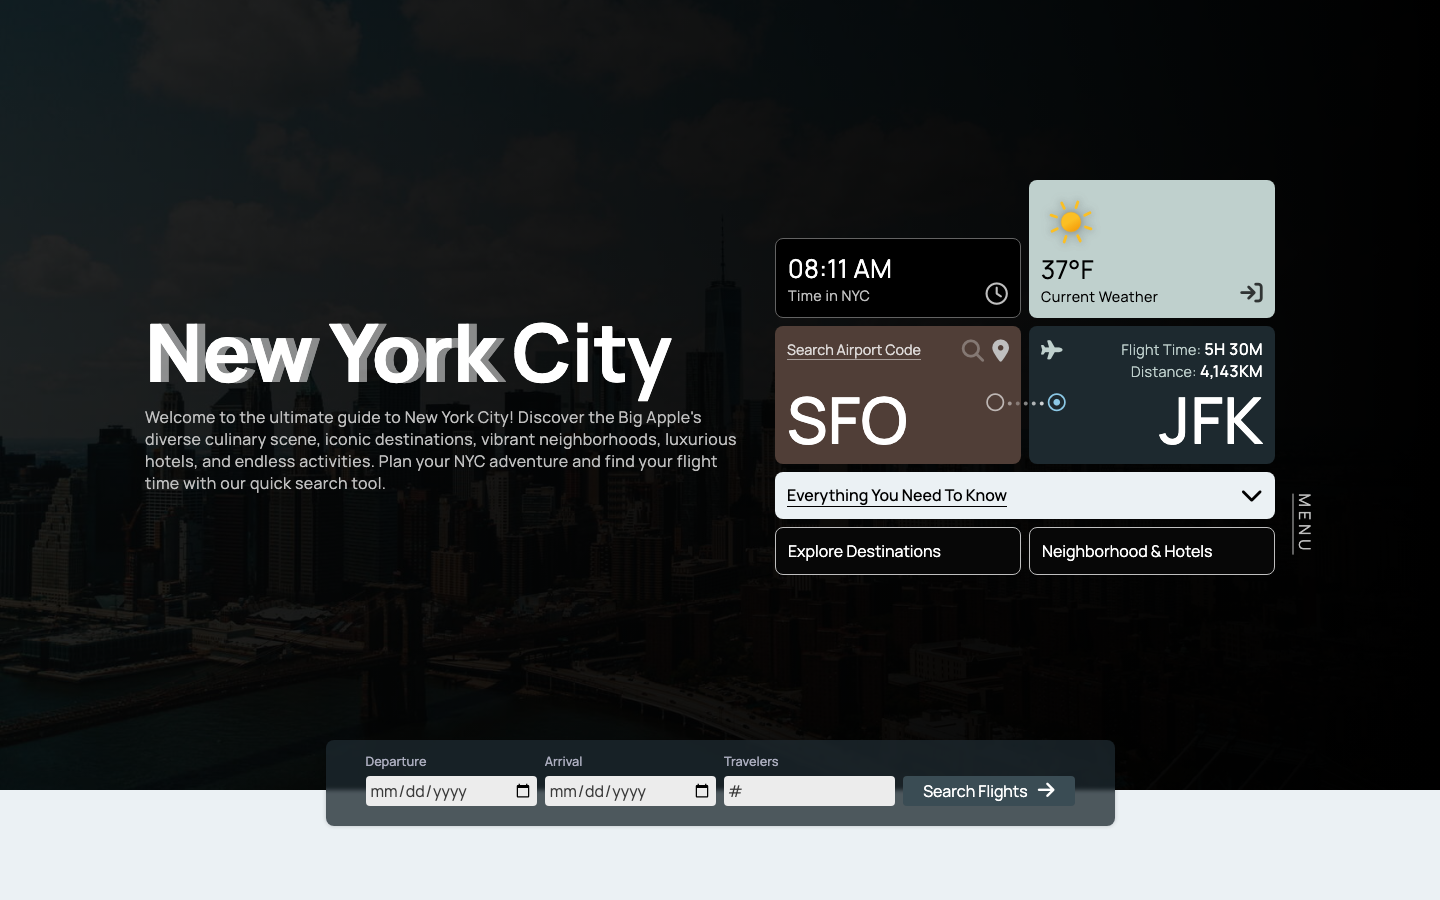 New York City
Welcome to the ultimate guide to New York City! Discover the Big Apple's
diverse culinary scene, iconic destinations, vibrant neighborhoods, luxurious
hotels, and endless activities. Plan your NYC adventure and find your flight
time with our quick search tool.
08:11 AM
Time in NYC
37°F
Current Weather
Search Airport Code
SFO
Flight Time: 5H 30M
Distance: 4,143KM
JFK
Everything You Need To Know
Explore Destinations
Neighborhood & Hotels
MENU
Departure
mm/dd/yyyy
Arrival
mm/dd/yyyy
Travelers
#
Search Flights